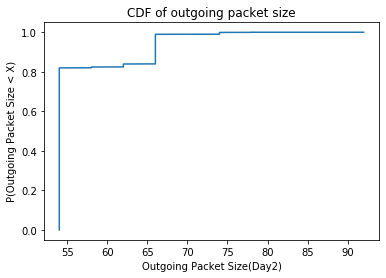 CDF of outgoing packet size
1.0
0.8
0.6
0.4
0.2
0.0
P(Outgoing Packet Size < X)
55 60 65 70 75 80 85 90
Outgoing Packet Size(Day2)